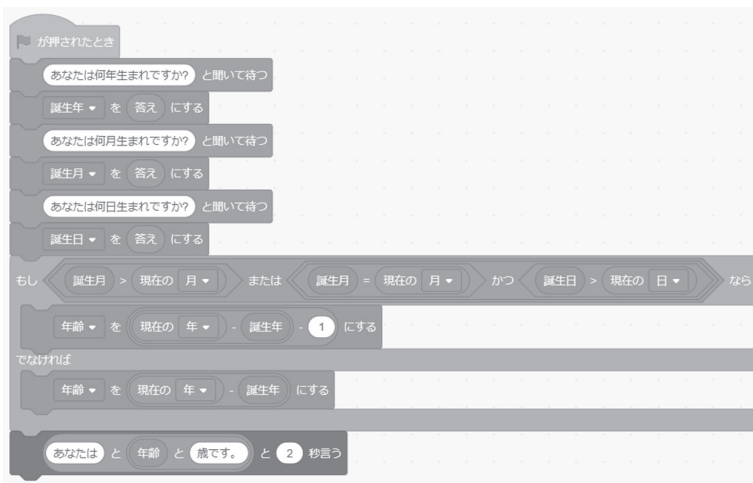 が押されたとき
あなたは何年生まれですか? と聞いて待つ
誕生年 を 答え にする
あなたは何月生まれですか? と聞いて待つ
誕生月 を 答え にする
あなたは何日生まれですか? と聞いて待つ
誕生日 を 答え にする
もし 誕生月 > 現在の 月 または 誕生月 = 現在の 月 かつ 誕生日 > 現在の 日 なら
年齢 を 現在の 年 - 誕生年 - 1 にする
でなければ
年齢 を 現在の 年 - 誕生年 にする
あなたは と 年齢 と 歳です。 と 2 秒言う